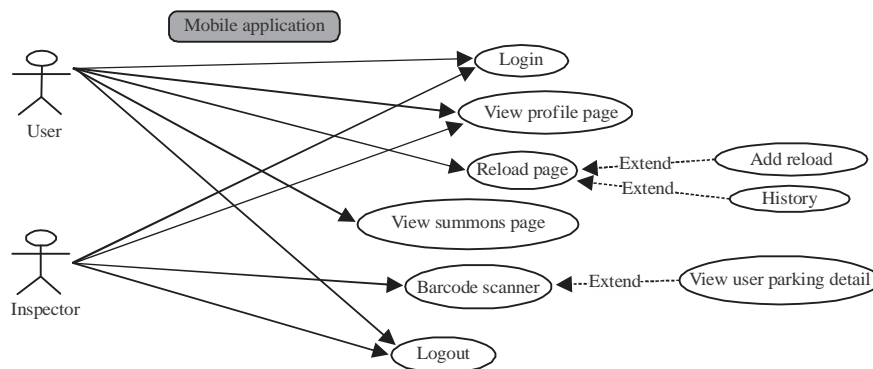 Mobile application
Login
View profile page
User
Reload page
Extend
Add reload
Extend
History
View summons page
Inspector
Barcode scanner
Extend
View user parking detail
Logout